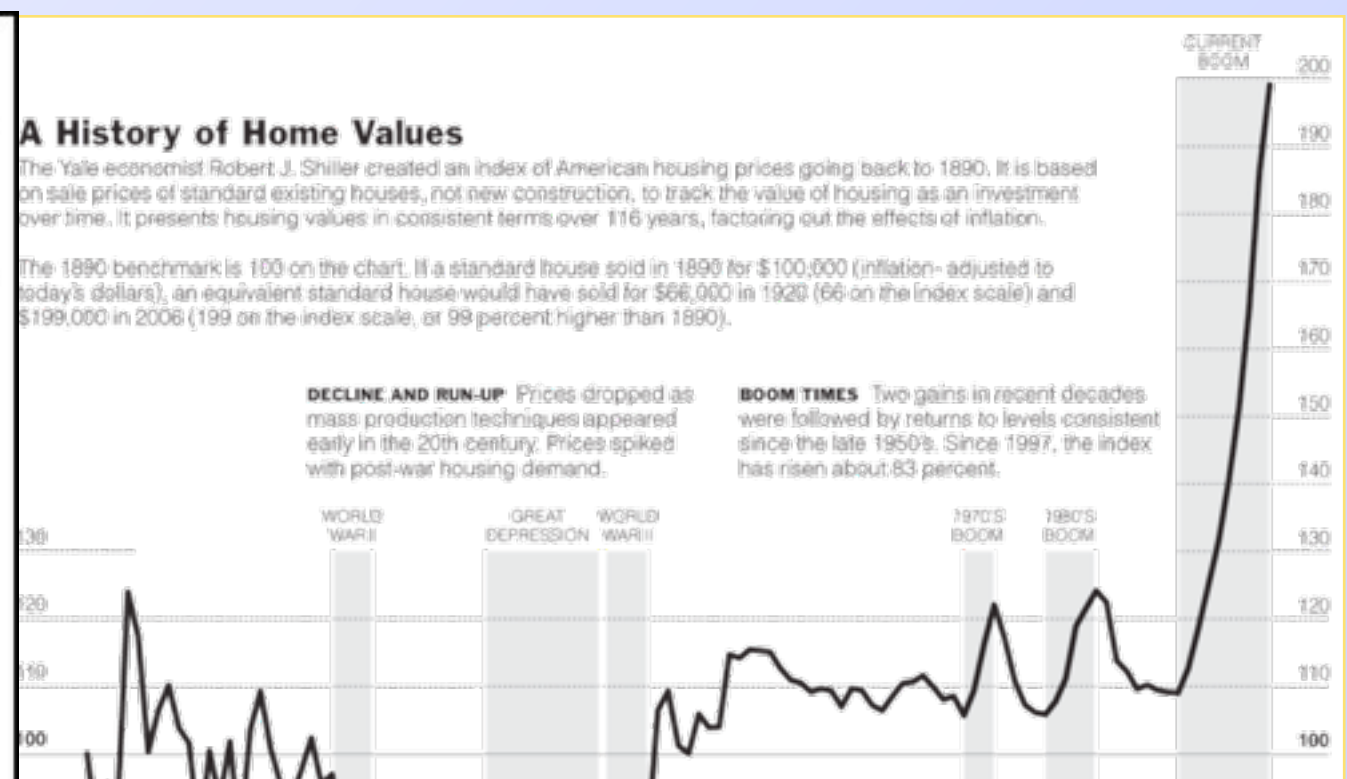 CURRENT
BOOM
200
A History of Home Values
190
The Yale economist Robert J. Shiller created an index of American housing prices going back to 1890. It is based
on sale prices of standard existing houses, not new construction, to track the value of housing as an investment
over time. It presents housing values in consistent terms over 116 years, factoring out the effects of inflation.
180
The 1890 benchmark is 100 on the chart. If a standard house sold in 1890 for $100,000 (inflation- adjusted to
today's dollars), an equivalent standard house would have sold for $66,000 in 1920 (66 on the index scale) and
$199,000 in 2006 (199 on the index scale, or 99 percent higher than 1890).
170
160
DECLINE AND RUN-UP Prices dropped as
mass production techniques appeared
early in the 20th century. Prices spiked
with post-war housing demand.
BOOM TIMES Two gains in recent decades
were followed by returns to levels consistent
since the late 1950's. Since 1997, the index
has risen about 83 percent.
150
140
WORLD
WAR I
GREAT
DEPRESSION
WORLD
WAR II
1970'S
BOOM
1980'S
BOOM
130
130
120
120
110
110
100
100